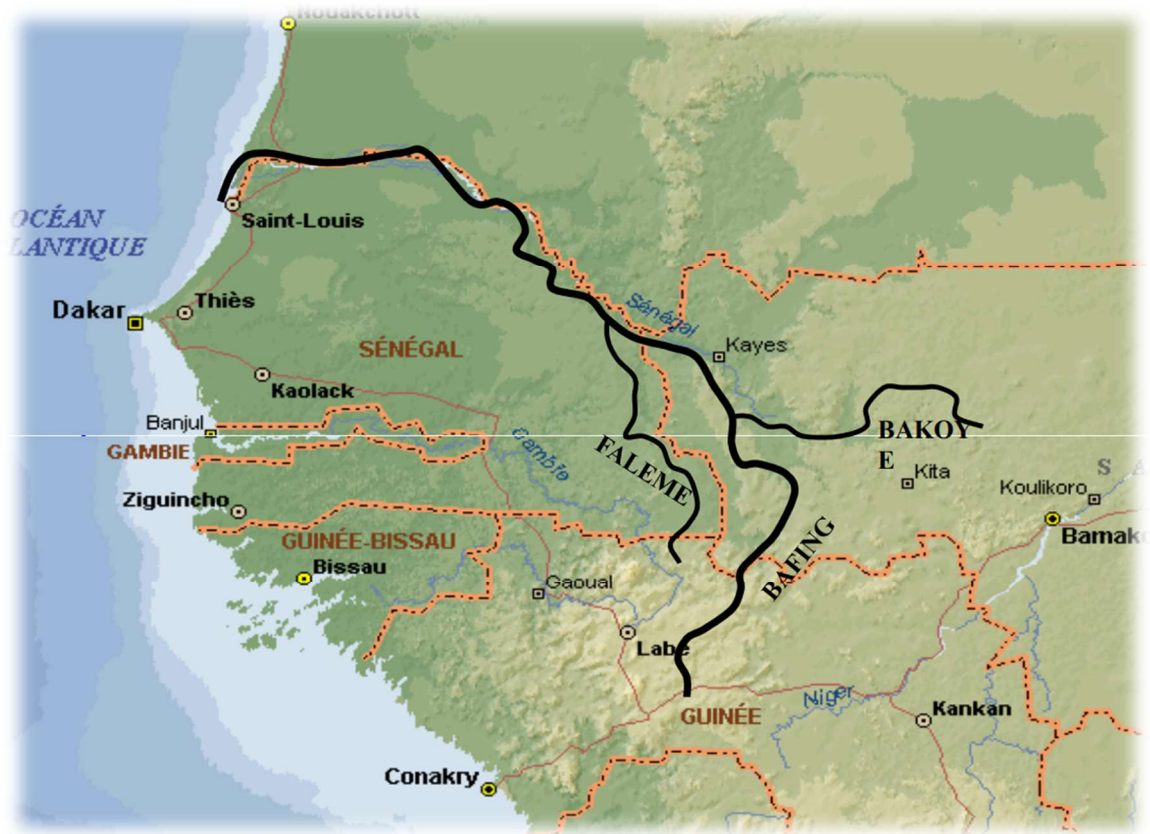 Nouakchott
OCÉAN
LANTIQUE
Saint-Louis
Dakar
Thiès
SÉNÉGAL
Sénégal
Kayes
Kaolack
Banjul
GAMBIE
Gambie
FALEME
BAKOY
E
Kita
S A
Koulikoro
Ziguincho
Bamako
GUINÉE-BISSAU
Bissau
BAFING
Gaoual
Labé
GUINÉE
Niger
Kankan
Conakry